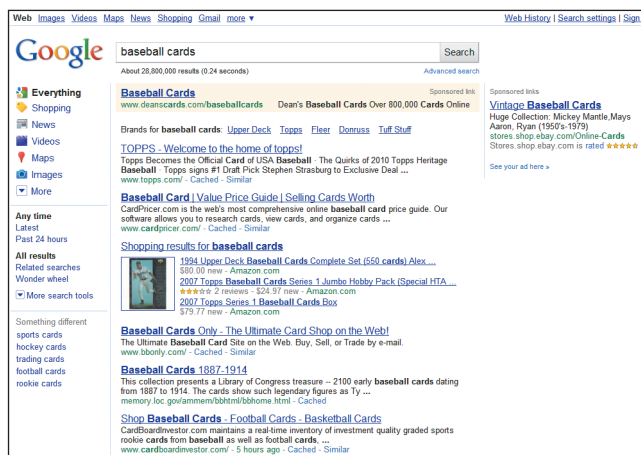 Web Images Videos Maps News Shopping Gmail more ▼
Web History | Search settings | Sign
Google
baseball cards
Search
About 28,800,000 results (0.24 seconds)
Advanced search
Everything
Shopping
News
Videos
Maps
Images
More
Any time
Latest
Past 24 hours
All results
Related searches
Wonder wheel
More search tools
Something different
sports cards
hockey cards
trading cards
football cards
rookie cards
Baseball Cards
Sponsored link
www.deanscards.com/baseballcards Dean's Baseball Cards Over 800,000 Cards Online
Brands for baseball cards: Upper Deck Topps Fleer Donruss Tuff Stuff
TOPPS - Welcome to the home of topps!
Topps Becomes the Official Card of USA Baseball · The Quirks of 2010 Topps Heritage
Baseball · Topps signs #1 Draft Pick Stephen Strasburg to Exclusive Deal ...
www.topps.com/ - Cached - Similar
Baseball Card | Value Price Guide | Selling Cards Worth
CardPricer.com is the web's most comprehensive online baseball card price guide. Our
software allows you to research cards, view cards, and organize cards ...
www.cardpricer.com/ - Cached - Similar
Shopping results for baseball cards
1994 Upper Deck Baseball Cards Complete Set (550 cards) Alex ...
$80.00 new - Amazon.com
2007 Topps Baseball Cards Series 1 Jumbo Hobby Pack (Special HTA ...
2 reviews - $24.97 new - Amazon.com
2007 Topps Series 1 Baseball Cards Box
$79.77 new - Amazon.com
Baseball Cards Only - The Ultimate Card Shop on the Web!
The Ultimate Baseball Card Site on the Web. Buy, Sell, or Trade by e-mail.
www.bbonly.com/ - Cached - Similar
Baseball Cards 1887-1914
This collection presents a Library of Congress treasure -- 2100 early baseball cards dating
from 1887 to 1914. The cards show such legendary figures as Ty ...
memory.loc.gov/ammem/bbhtml/bbhome.html - Cached
Shop Baseball Cards - Football Cards - Basketball Cards
CardBoardInvestor.com maintains a real-time inventory of investment quality graded sports
rookie cards from baseball as well as football cards, ...
www.cardboardinvestor.com/ - 5 hours ago - Cached - Similar
Sponsored links
Vintage Baseball Cards
Huge Collection: Mickey Mantle,Mays
Aaron, Ryan (1950's-1979)
stores.shop.ebay.com/Online-Cards
Stores.shop.ebay.com is rated
See your ad here »